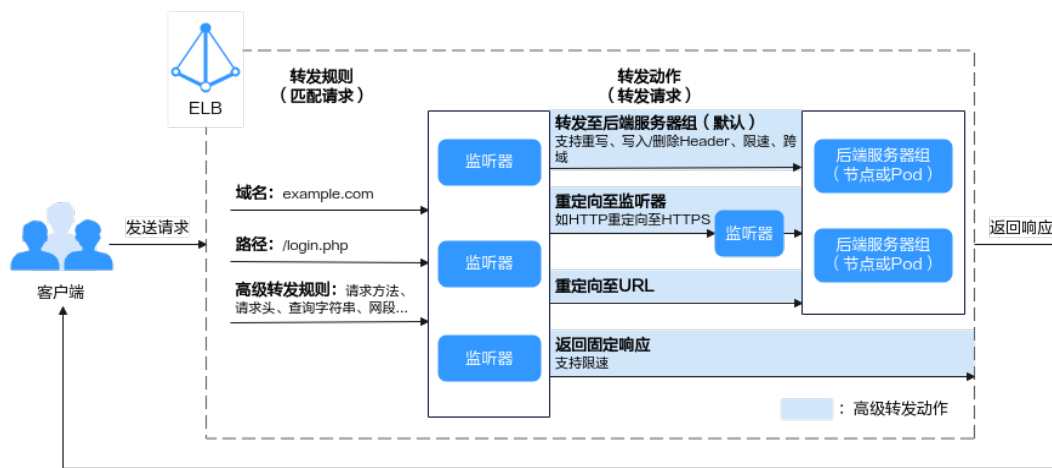 ELB
转发规则
（匹配请求）
转发动作
（转发请求）
监听器
转发至后端服务器组（默认）
支持重写、写入/删除Header、限速、跨
域
后端服务器组
（节点或Pod）
域名：example.com
重定向至监听器
如HTTP重定向至HTTPS
监听器
发送请求
路径：/login.php
监听器
后端服务器组
（节点或Pod）
返回响应
客户端
高级转发规则：请求方法、
请求头、查询字符串、网段...
重定向至URL
监听器
返回固定响应
支持限速
：高级转发动作